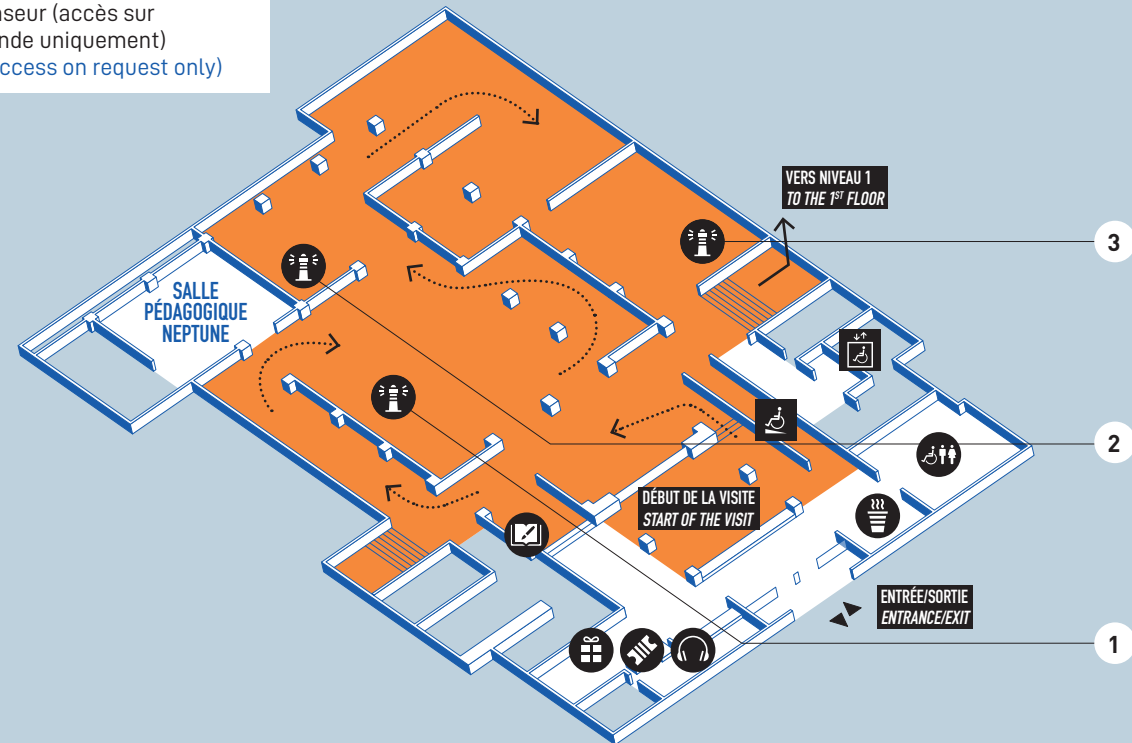 nseur (accès sur
nde uniquement)
ccess on request only)
VERS NIVEAU 1
TO THE 1ST FLOOR
3
SALLE
PÉDAGOGIQUE
NEPTUNE
2
DÉBUT DE LA VISITE
START OF THE VISIT
ENTRÉE/SORTIE
ENTRANCE/EXIT
1